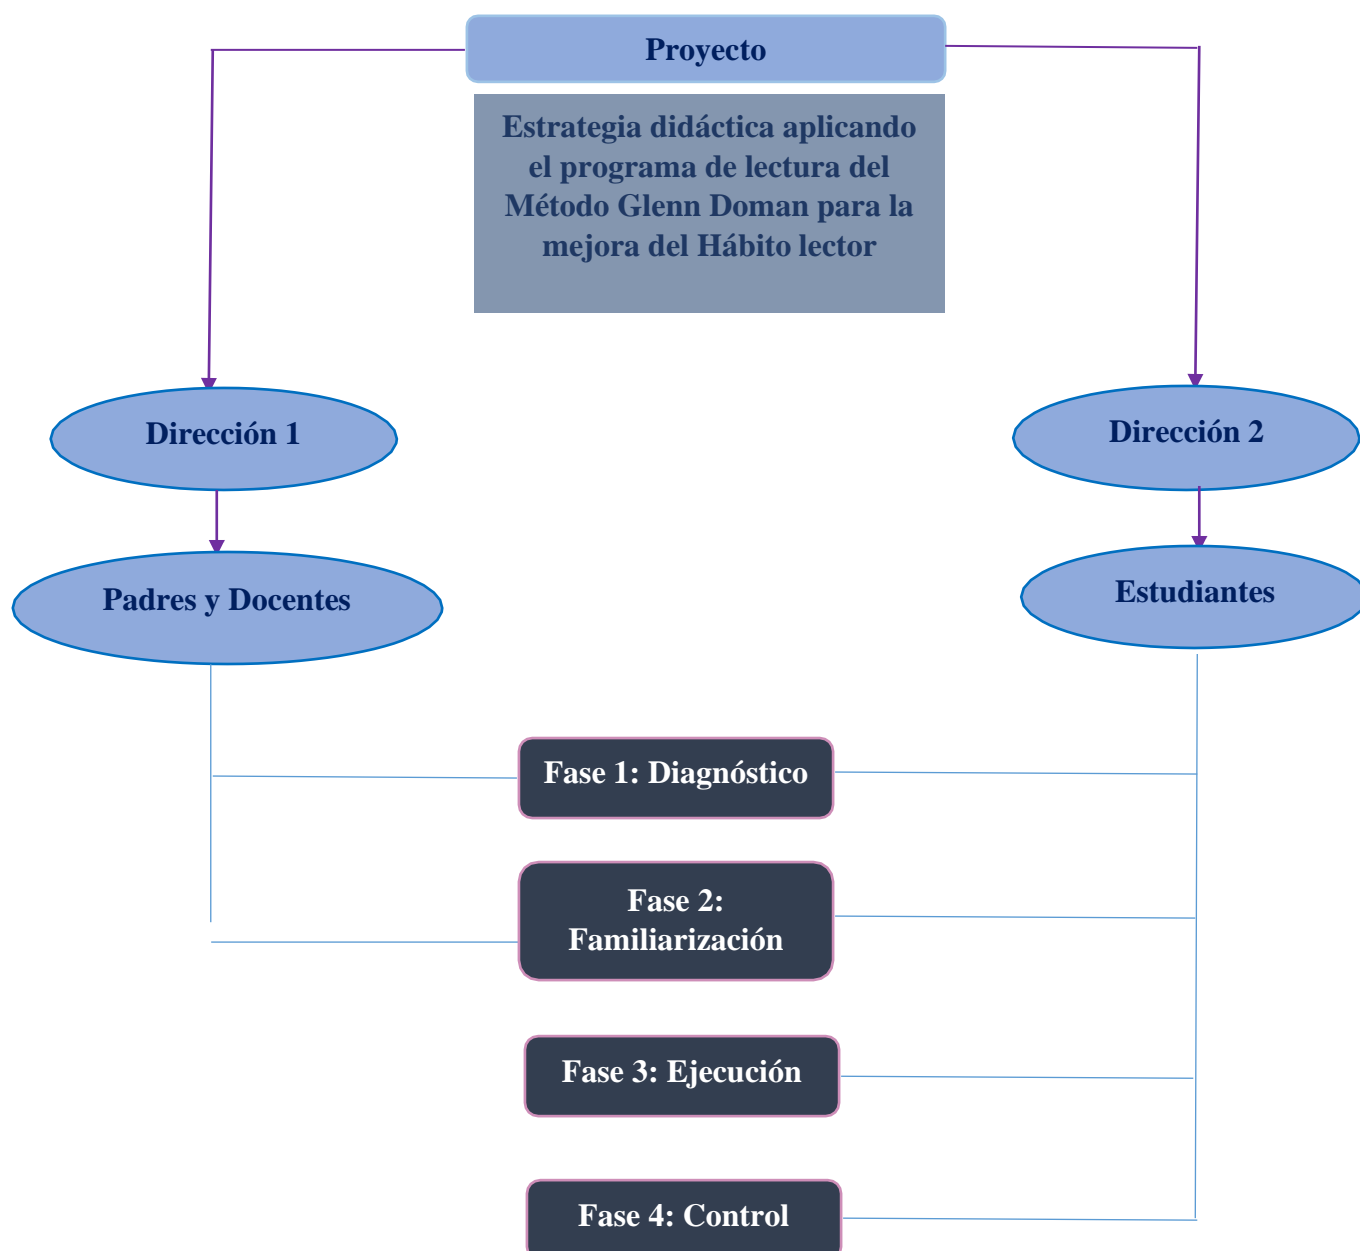 Proyecto
Estrategia didáctica aplicando
el programa de lectura del
Método Glenn Doman para la
mejora del Hábito lector
Dirección 1
Dirección 2
Padres y Docentes
Estudiantes
Fase 1: Diagnóstico
Fase 2:
Familiarización
Fase 3: Ejecución
Fase 4: Control